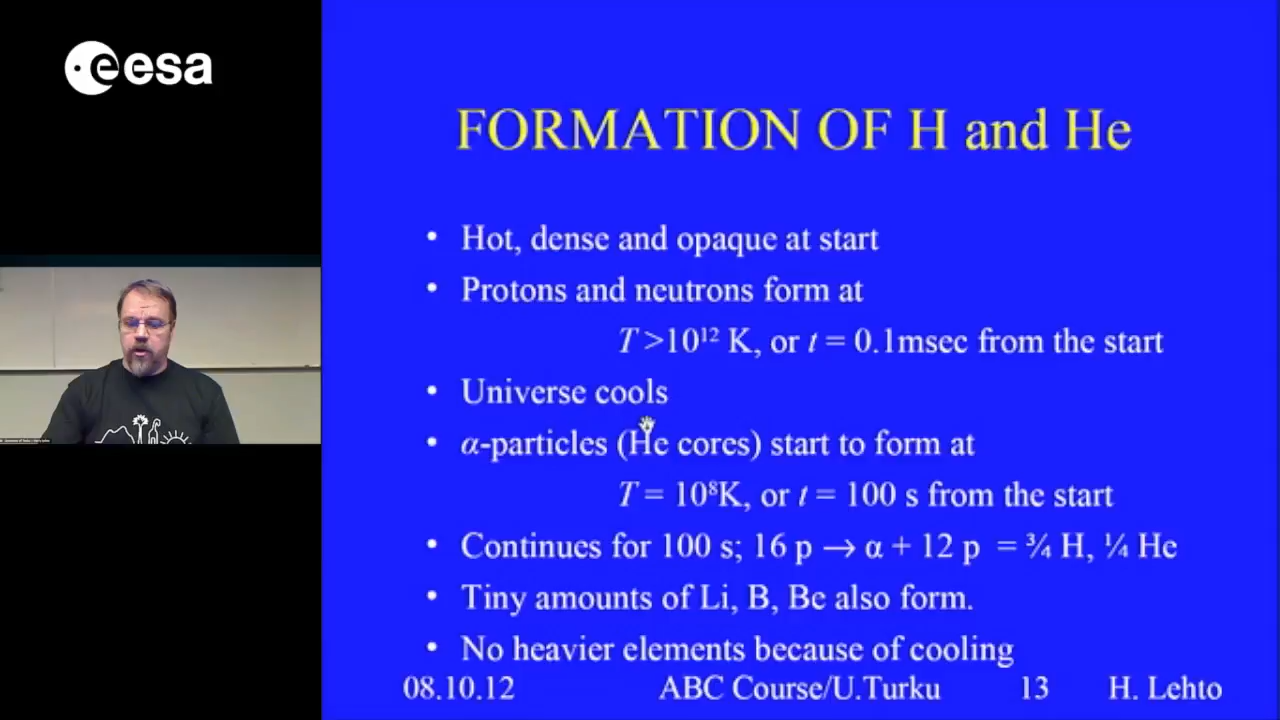 esa
FORMATION OF H and He
• Hot, dense and opaque at start
• Protons and neutrons form at
T >10¹² K, or t = 0.1msec from the start
• Universe cools
• α-particles (He cores) start to form at
T = 10⁸K, or t = 100 s from the start
• Continues for 100 s; 16 p → α + 12 p = ¾ H, ¼ He
• Tiny amounts of Li, B, Be also form.
• No heavier elements because of cooling
08.10.12 ABC Course/U.Turku 13 H. Lehto